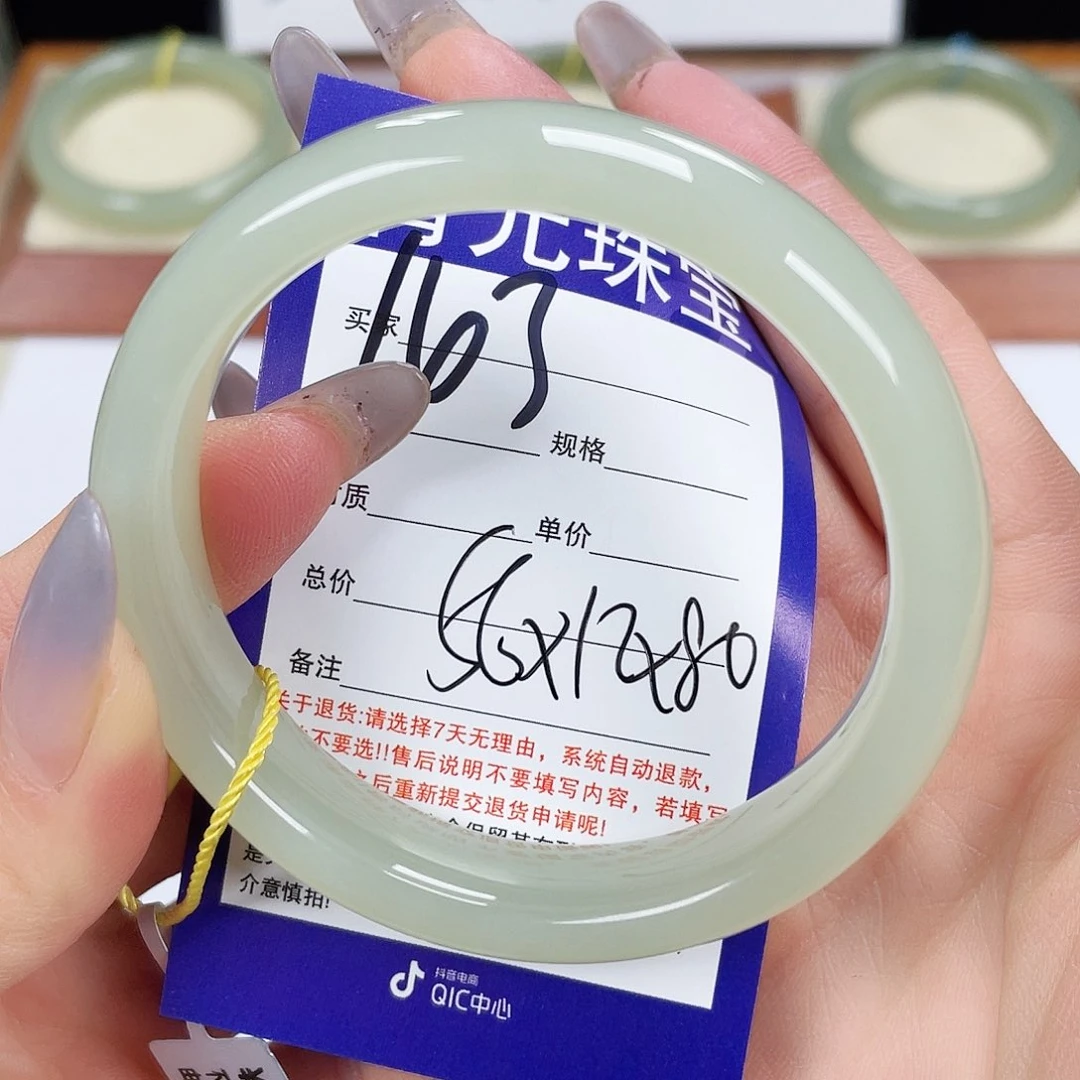 元珠宝
买家 163
规格
质 单价
总价
56x12x80
备注
关于退货:请选择7天无理由，系统自动退款，
不要选!!售后说明不要填写内容，若填写
之后重新提交退货申请呢!
介意慎拍!
抖音电商
QIC中心